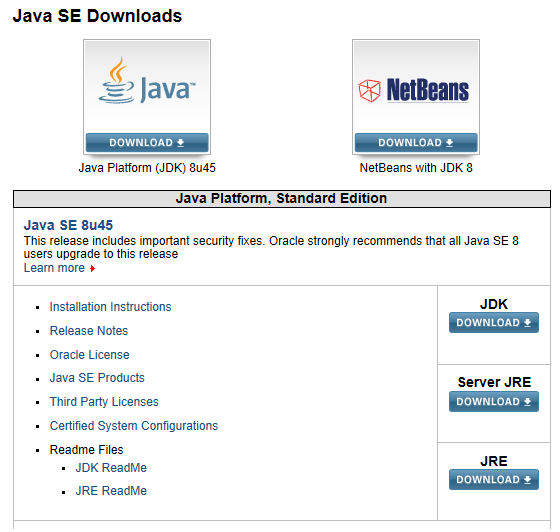 Java SE Downloads
Java™
DOWNLOAD
Java Platform (JDK) 8u45
NetBeans
DOWNLOAD
NetBeans with JDK 8
Java Platform, Standard Edition
Java SE 8u45
This release includes important security fixes. Oracle strongly recommends that all Java SE 8
users upgrade to this release
Learn more
Installation Instructions
Release Notes
Oracle License
Java SE Products
Third Party Licenses
Certified System Configurations
Readme Files
JDK ReadMe
JRE ReadMe
JDK
DOWNLOAD
Server JRE
DOWNLOAD
JRE
DOWNLOAD